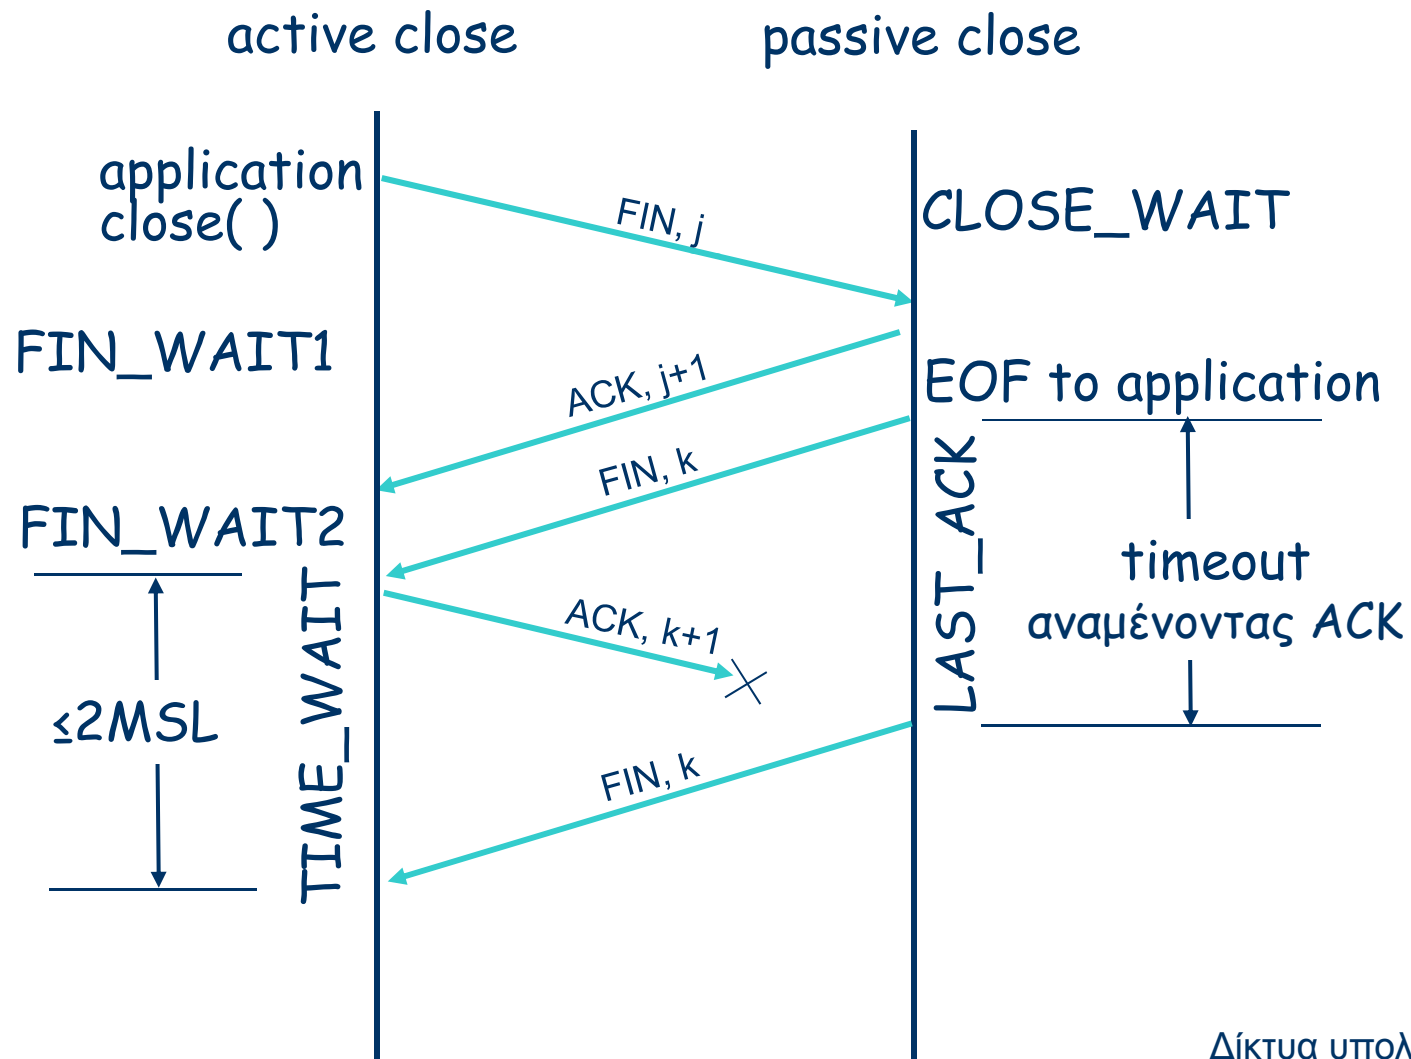 active close
passive close
application
close( )
FIN, j
CLOSE_WAIT
FIN_WAIT1
ACK, j+1
EOF to application
FIN, k
LAST_ACK
FIN_WAIT2
timeout
αναμένοντας ACK
TIME_WAIT
ACK, k+1
≤2MSL
FIN, k
Δίκτυα υπολ